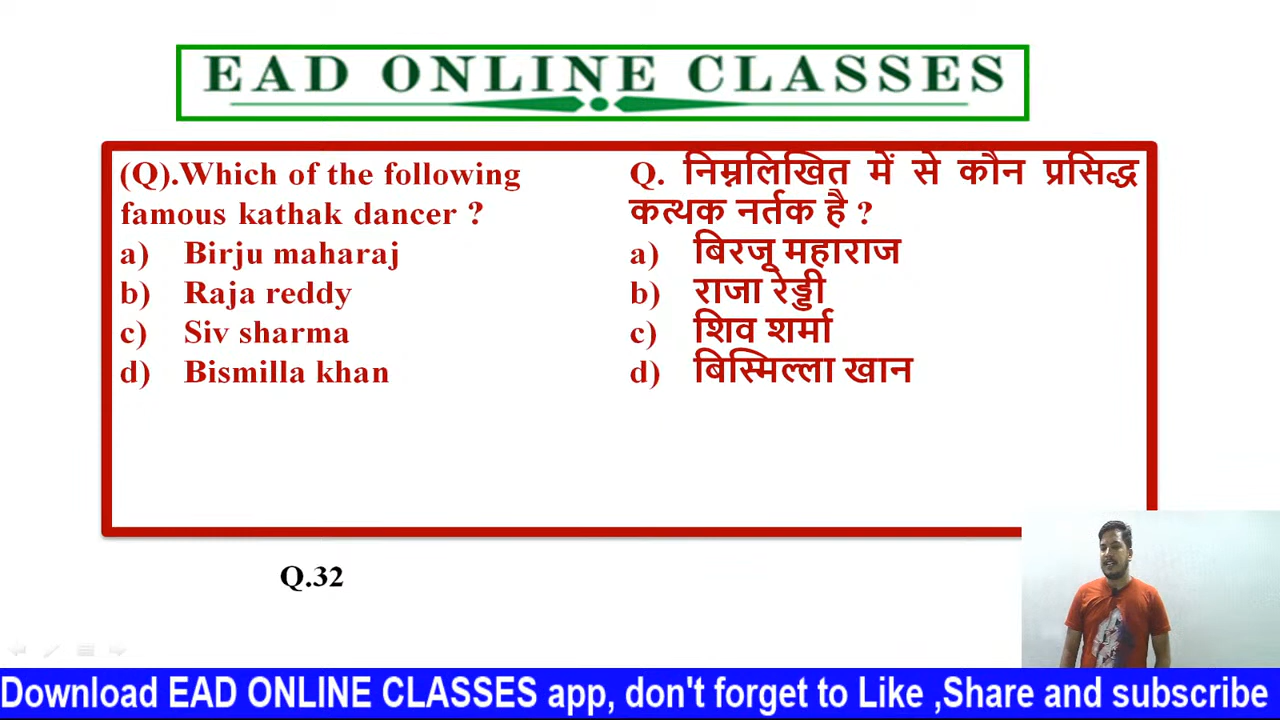 EAD ONLINE CLASSES
(Q).Which of the following
famous kathak dancer ?
a) Birju maharaj
b) Raja reddy
c) Siv sharma
d) Bismilla khan
Q. निम्नलिखित में से कौन प्रसिद्ध
कत्थक नर्तक है ?
a) बिरजू महाराज
b) राजा रेड्डी
c) शिव शर्मा
d) बिस्मिल्ला खान
Q.32
Download EAD ONLINE CLASSES app, don't forget to Like ,Share and subscribe